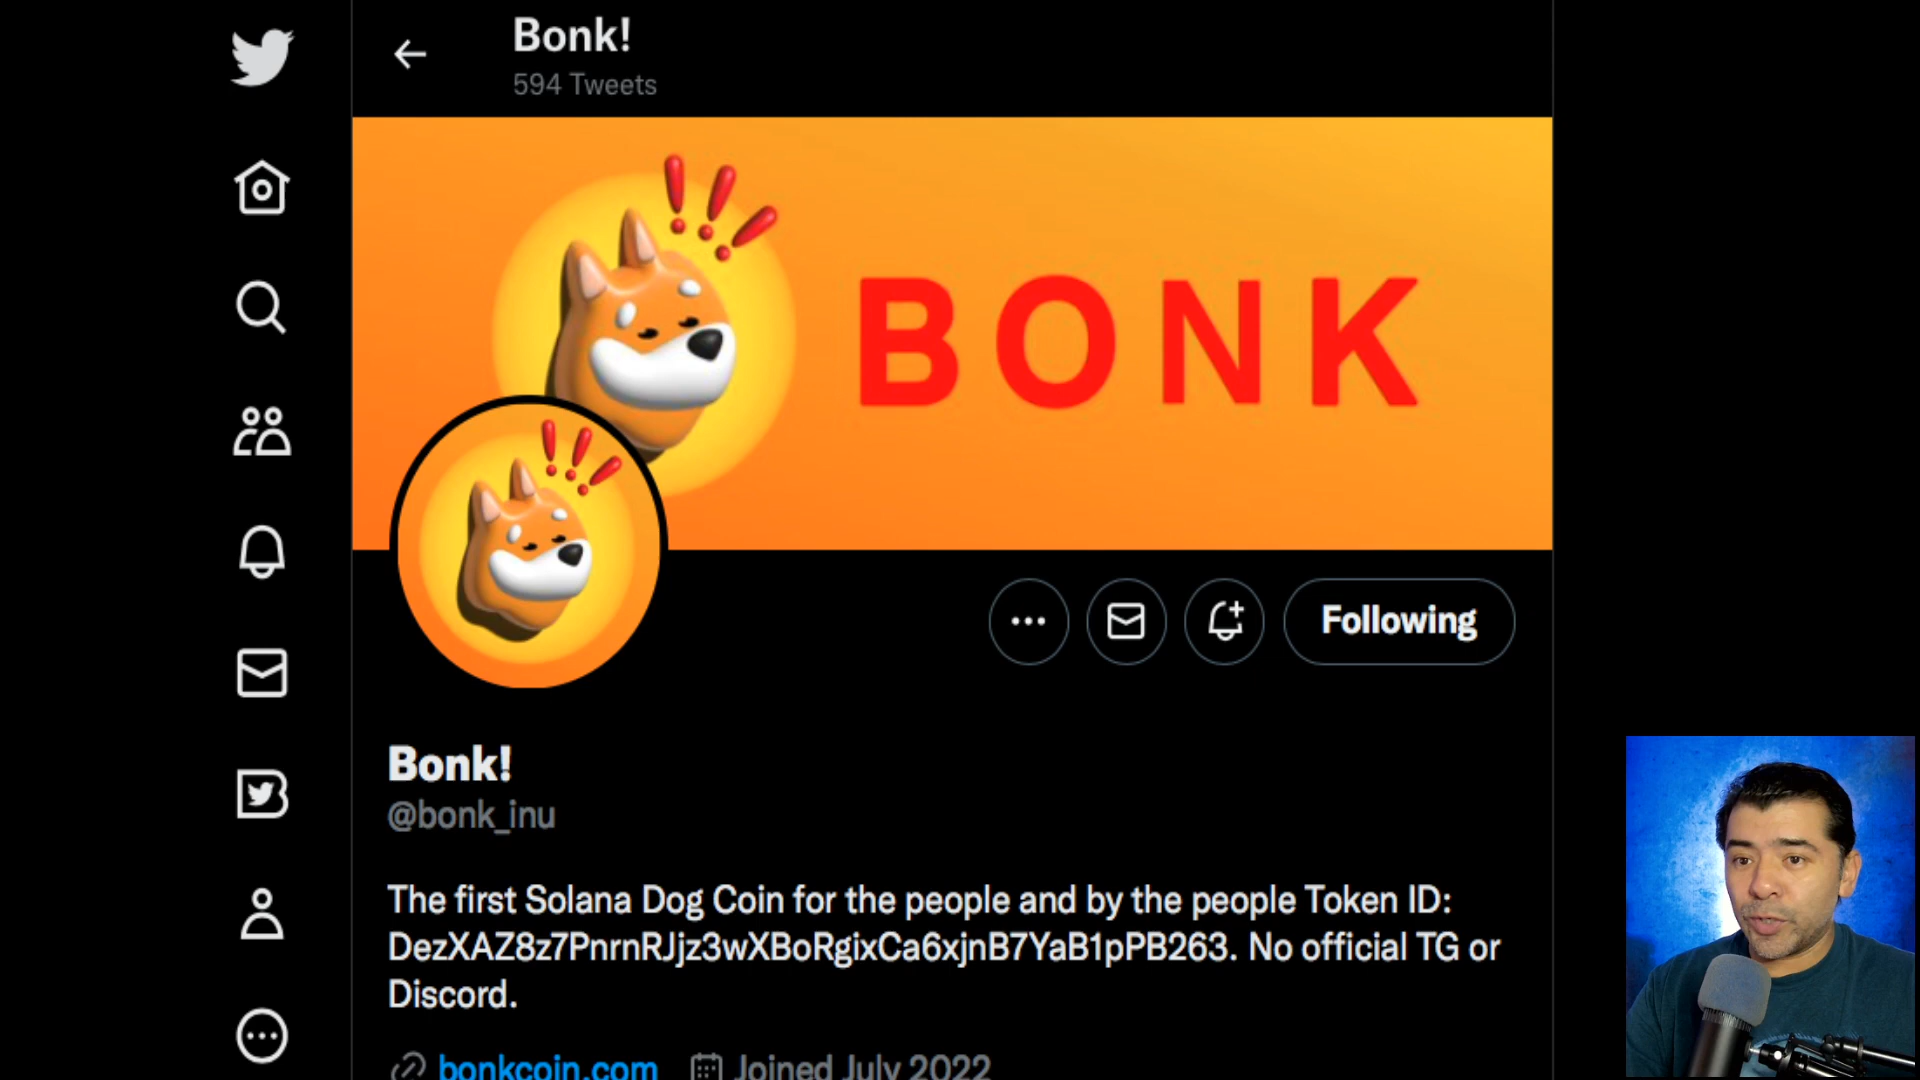 Bonk!
594 Tweets
BONK
Following
Bonk!
@bonk_inu
The first Solana Dog Coin for the people and by the people Token ID:
DezXAZ8z7PnrnRJjz3wXBoRgixCa6xjnB7YaB1pPB263. No official TG or
Discord.
bonkcoin.com Joined July 2022